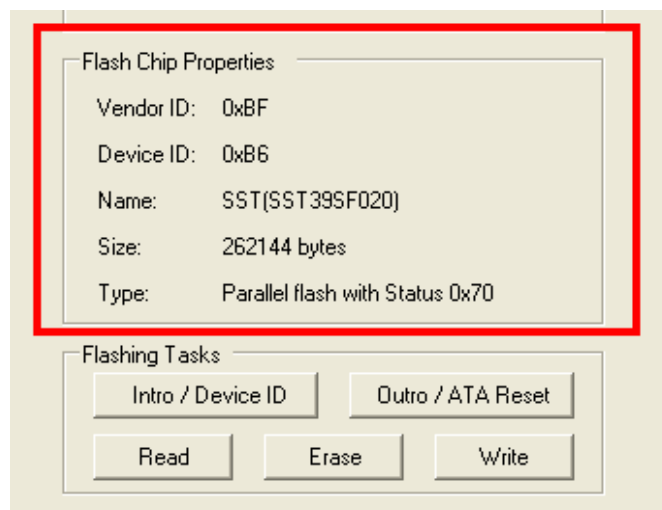 Flash Chip Properties
Vendor ID: 0xBF
Device ID: 0xB6
Name: SST(SST39SF020)
Size: 262144 bytes
Type: Parallel flash with Status 0x70
Flashing Tasks
Intro / Device ID Outro / ATA Reset
Read Erase Write